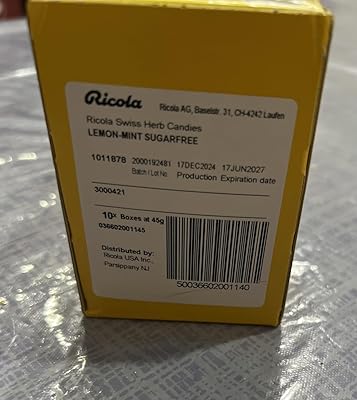 Ricola Ricola AG, Baselstr. 31, CH-4242 Laufen
Ricola Swiss Herb Candies
LEMON-MINT SUGARFREE
1011878 2000192481 17DEC2024 17JUN2027
Batch / Lot No. Production Expiration date
3000421
10x Boxes at 45g
036602001145
Distributed by:
Ricola USA Inc.,
Parsippany NJ
50036602001140